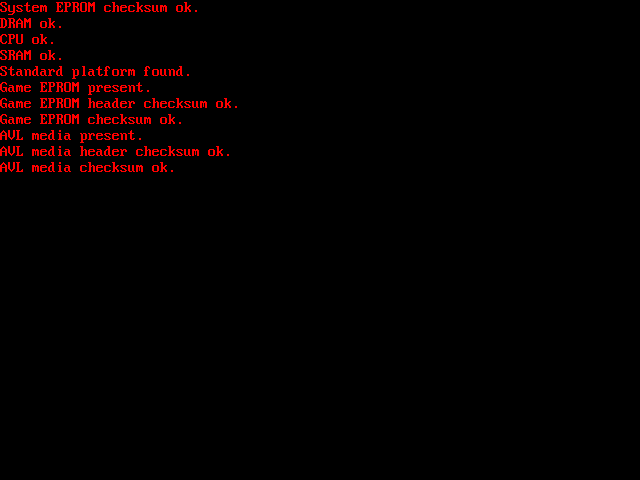 System EPROM checksum ok.
DRAM ok.
CPU ok.
SRAM ok.
Standard platform found.
Game EPROM present.
Game EPROM header checksum ok.
Game EPROM checksum ok.
AVL media present.
AVL media header checksum ok.
AVL media checksum ok.